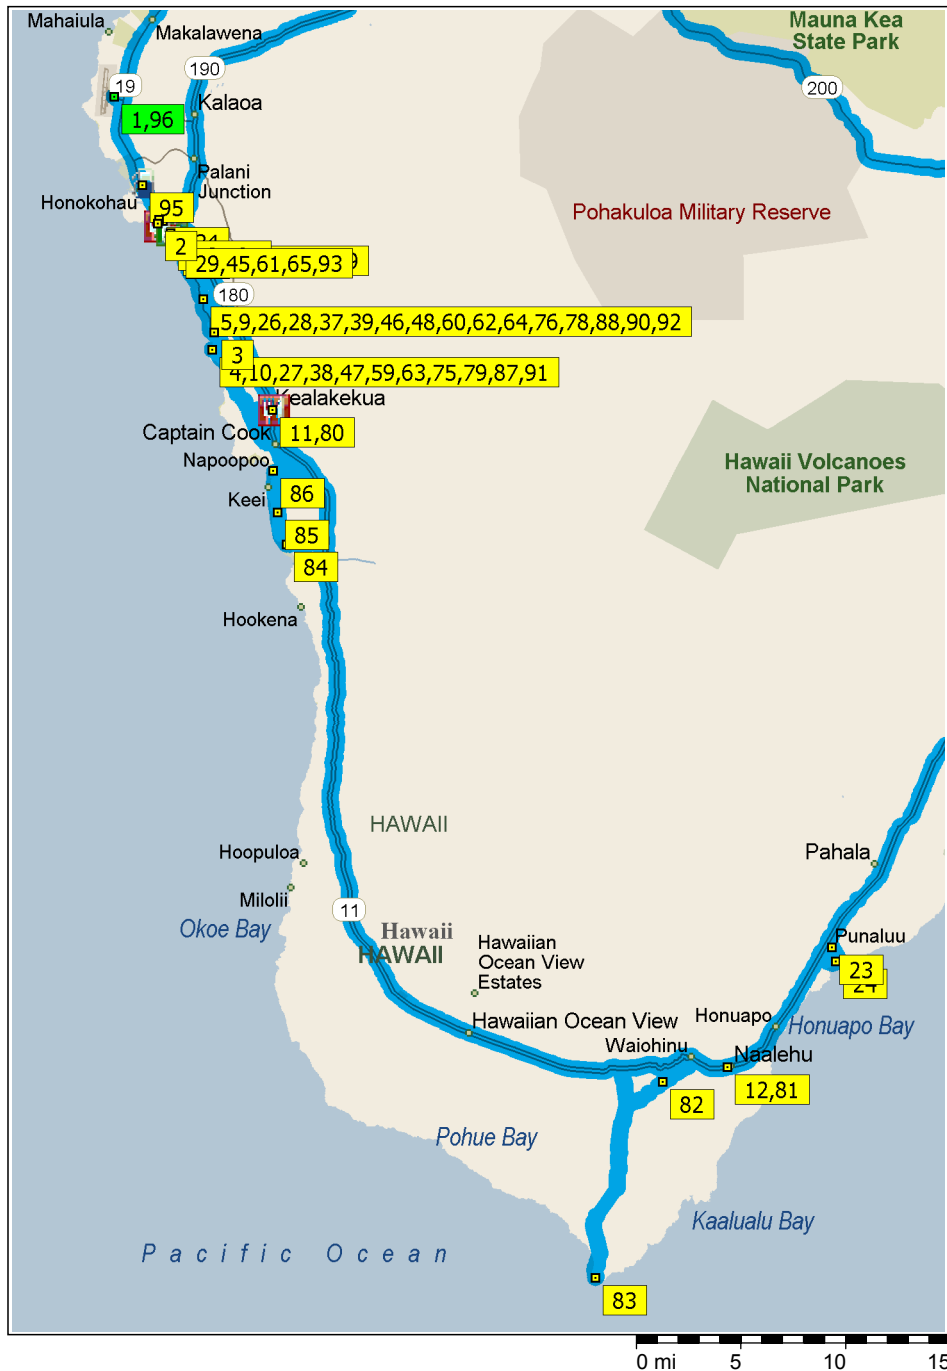 Mahaiula
Makalawena
Mauna Kea
State Park
190
19
200
Kalaoa
1,96
Palani
Junction
Honokohau
95
Pohakuloa Military Reserve
2
29,45,61,65,93
180
5,9,26,28,37,39,46,48,60,62,64,76,78,88,90,92
3
4,10,27,38,47,59,63,75,79,87,91
Kealakekua
Captain Cook
11,80
Napoopoo
Hawaii Volcanoes
National Park
Keei
86
85
84
Hookena
HAWAII
Hoopuloa
Pahala
Milolii
11
Okoe Bay
Hawaii
HAWAII
Hawaiian
Ocean View
Estates
Punaluu
23
24
Hawaiian Ocean View
Honuapo
Honuapo Bay
Waiohinu
Naalehu
12,81
82
Pohue Bay
Kaalualu Bay
Pacific Ocean
83
0 mi 5 10 15